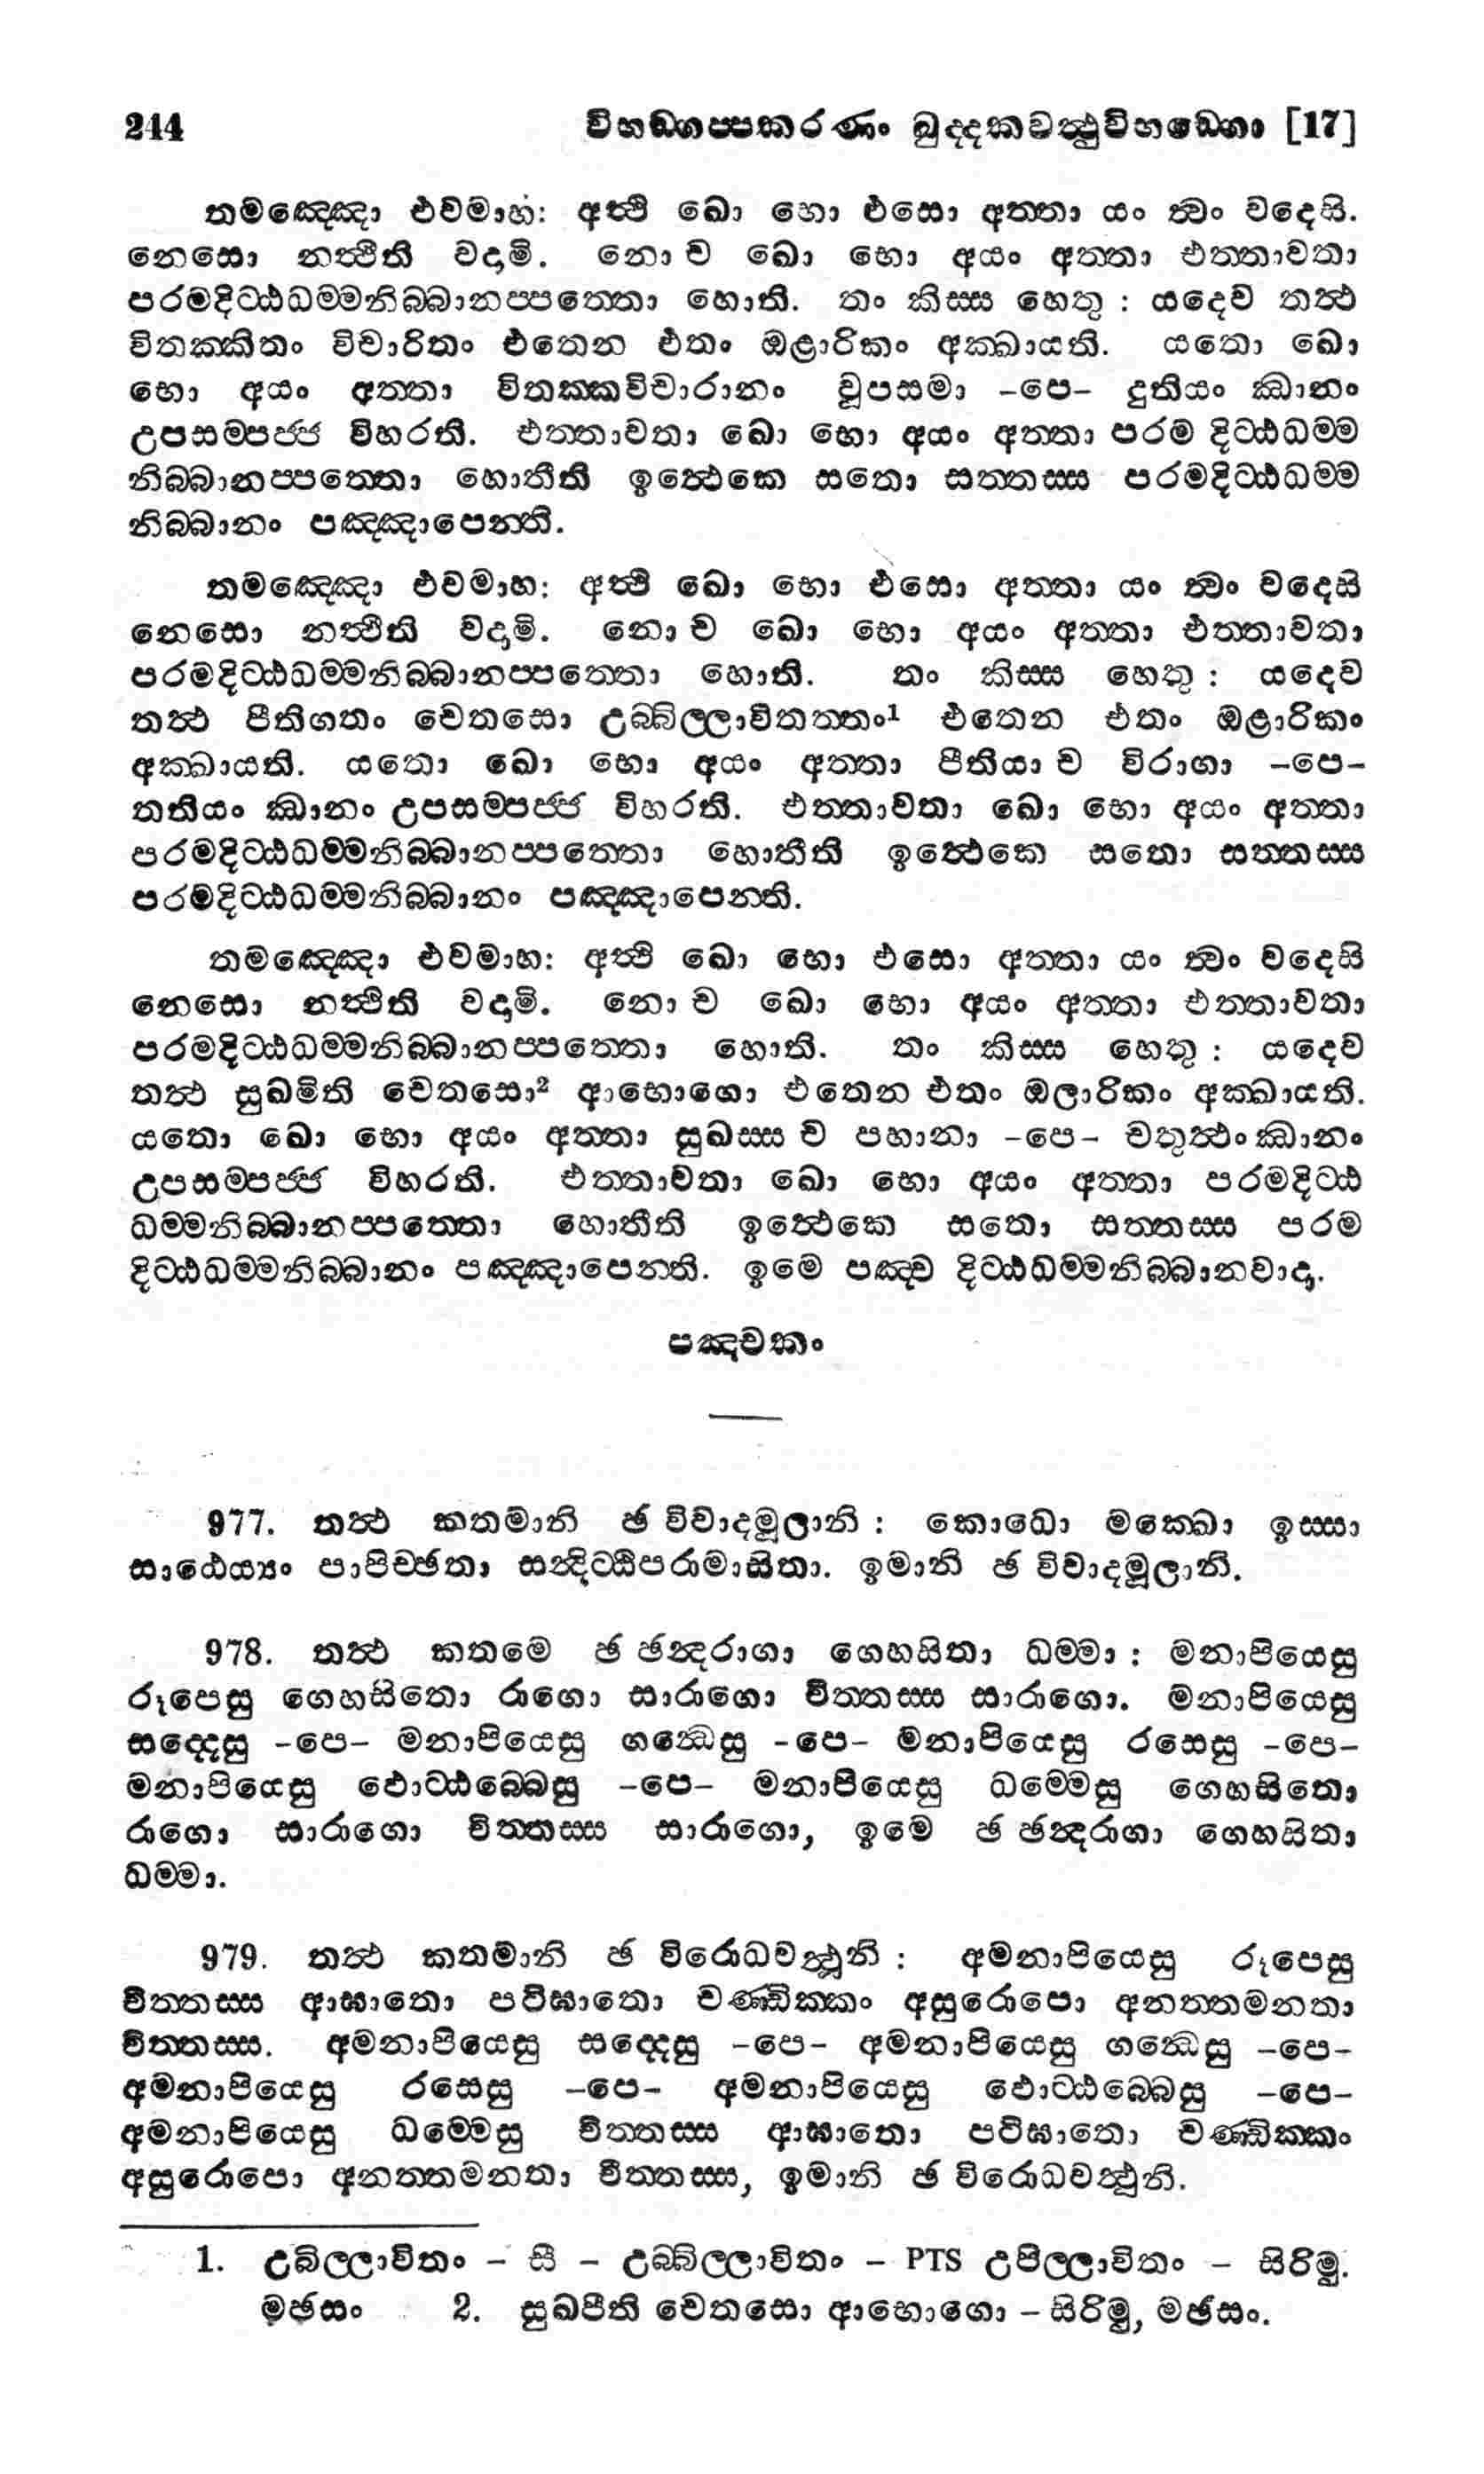 244 විභඞ්ගප්පකරණං ඛුද්දකවත්ථුවිභඞ්ගො [17]
තමඤ්ඤො එවමාහ: අත්ථි ඛො හො එසො අත්තා යං ත්වං වදෙසි.
නෙසො නත්ථීති වදාමි. නො ච ඛො භො අයං අත්තා එත්තාවතා
පරමදිට්ඨධම්මනිබ්බානප්පත්තො හොති. තං කිස්ස හෙතු : යදෙව තත්ථ
විතක්කිතං විචාරිතං එතෙන එතං ඔළාරිකං අක්ඛායති. යතො ඛො
භො අයං අත්තා විතක්කවිචාරානං වූපසමා -පෙ- දුතියං ඣානං
උපසම්පජ්ජ විහරති. එත්තාවතා ඛො භො අයං අත්තා පරම දිට්ඨධම්ම
නිබ්බානප්පත්තො හොතීති ඉත්ථෙකෙ සතො සත්තස්ස පරමදිට්ඨධම්ම
නිබ්බානං පඤ්ඤාපෙන්ති.
තමඤ්ඤො එවමාහ: අත්ථි ඛො භො එසො අත්තා යං ත්වං වදෙසි
නෙසො නත්ථීති වදාමි. නො ච ඛො භො අයං අත්තා එත්තාවතා
පරමදිට්ඨධම්මනිබ්බානප්පත්තො හොති. තං කිස්ස හෙතු : යදෙව
තත්ථ පීතිගතං චෙතසො උබ්බිල්ලාවිතත්තං¹ එතෙන එතං ඔළාරිකං
අක්ඛායති. යතො ඛො භො අයං අත්තා පීතියා ච විරාගා -පෙ-
තතියං ඣානං උපසම්පජ්ජ විහරති. එත්තාවතා ඛො භො අයං අත්තා
පරමදිට්ඨධම්මනිබ්බානප්පත්තො හොතීති ඉත්ථෙකෙ සතො සත්තස්ස
පරමදිට්ඨධම්මනිබ්බානං පඤ්ඤාපෙන්ති.
තමඤ්ඤො එවමාහ: අත්ථි ඛො භො එසො අත්තා යං ත්වං වදෙසි
නෙසො නත්ථිති වදාමි. නො ච ඛො භො අයං අත්තා එත්තාවතා
පරමදිට්ඨධම්මනිබ්බානප්පත්තො හොති. තං කිස්ස හෙතු : යදෙව
තත්ථ සුඛමිති චෙතසො² ආභොගො එතෙන එතං ඔලාරිකං අක්ඛායති.
යතො ඛො භො අයං අත්තා සුඛස්ස ච පහානා -පෙ- චතුත්ථං ඣානං
උපසම්පජ්ජ විහරති. එත්තාවතා ඛො භො අයං අත්තා පරමදිට්ඨ
ධම්මනිබ්බානප්පත්තො හොතීති ඉත්ථෙකෙ සතො සත්තස්ස පරම
දිට්ඨධම්මනිබ්බානං පඤ්ඤාපෙන්ති. ඉමෙ පඤ්ච දිට්ඨධම්මනිබ්බානවාදා.
පඤ්චකං
977. තත්ථ කතමානි ඡ විවාදමූලානි : කොධො මක්ඛො ඉස්සා
සාඨෙය්‍යං පාපිච්ඡතා සන්දිට්ඨිපරාමාසිතා. ඉමානි ඡ විවාදමූලානි.
978. තත්ථ කතමෙ ඡ ඡන්දරාගා ගෙහසිතා ධම්මා : මනාපියෙසු
රූපෙසු ගෙහසිතො රාගො සාරාගො චිත්තස්ස සාරාගො. මනාපියෙසු
සද්දෙසු -පෙ- මනාපියෙසු ගන්ධෙසු -පෙ- මනාපියෙසු රසෙසු -පෙ-
මනාපියෙසු ඵොට්ඨබ්බෙසු -පෙ- මනාපියෙසු ධම්මෙසු ගෙහසිතො
රාගො සාරාගො චිත්තස්ස සාරාගො, ඉමෙ ඡ ඡන්දරාගා ගෙහසිතා
ධම්මා.
979. තත්ථ කතමානි ඡ විරොධවත්ථූනි : අමනාපියෙසු රූපෙසු
චිත්තස්ස ආඝාතො පටිඝාතො චණ්ඩික්කං අසුරොපො අනත්තමනතා
චිත්තස්ස. අමනාපියෙසු සද්දෙසු -පෙ- අමනාපියෙසු ගන්ධෙසු -පෙ-
අමනාපියෙසු රසෙසු -පෙ- අමනාපියෙසු ඵොට්ඨබ්බෙසු -පෙ-
අමනාපියෙසු ධම්මෙසු චිත්තස්ස ආඝාතො පටිඝාතො චණ්ඩික්කං
අසුරොපො අනත්තමනතා චිත්තස්ස, ඉමානි ඡ විරොධවත්ථූනි.
1. උබිල්ලාවිතං – සී – උබ්බිල්ලාවිතං – PTS උපිල්ලාවිතං – සිරිමු.
මඡසං 2. සුඛපීති චෙතසො ආභොගො – සිරිමු, මඡසං.